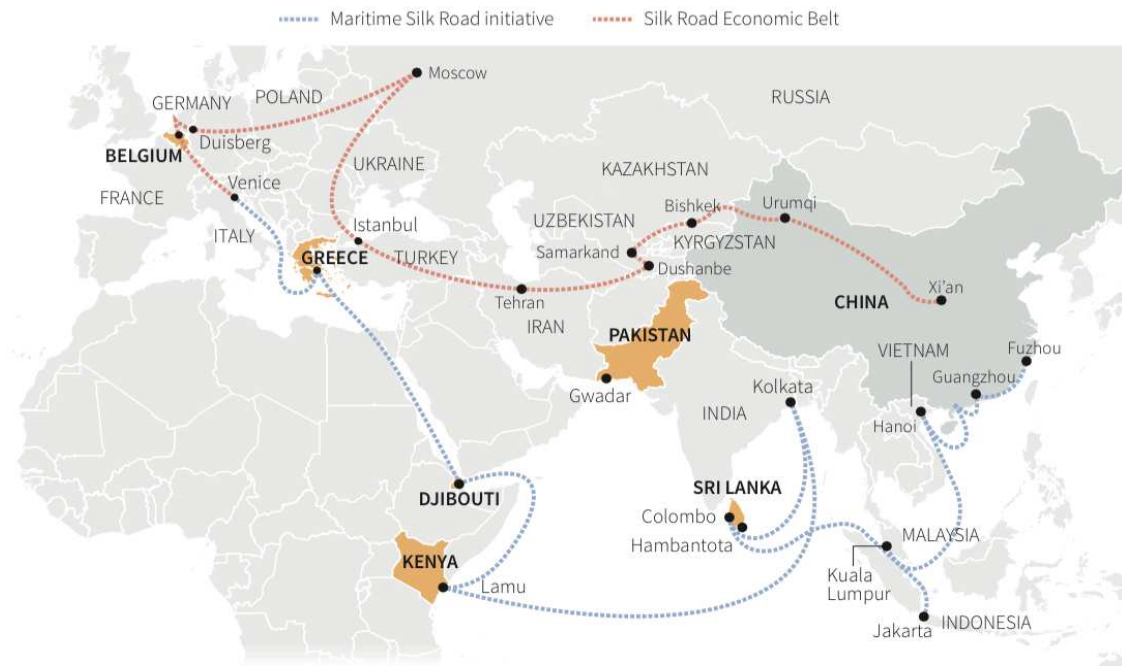 Maritime Silk Road initiative
Silk Road Economic Belt
Moscow
GERMANY
POLAND
RUSSIA
Duisberg
BELGIUM
UKRAINE
KAZAKHSTAN
FRANCE
Venice
Bishkek
Urumqi
Istanbul
UZBEKISTAN
ITALY
KYRGYZSTAN
GREECE
TURKEY
Samarkand
Dushanbe
Xi'an
Tehran
CHINA
IRAN
PAKISTAN
VIETNAM
Fuzhou
Guangzhou
Gwadar
Kolkata
INDIA
Hanoi
SRI LANKA
DJIBOUTI
Colombo
Hambantota
MALAYSIA
KENYA
Lamu
Kuala
Lumpur
Jakarta
INDONESIA